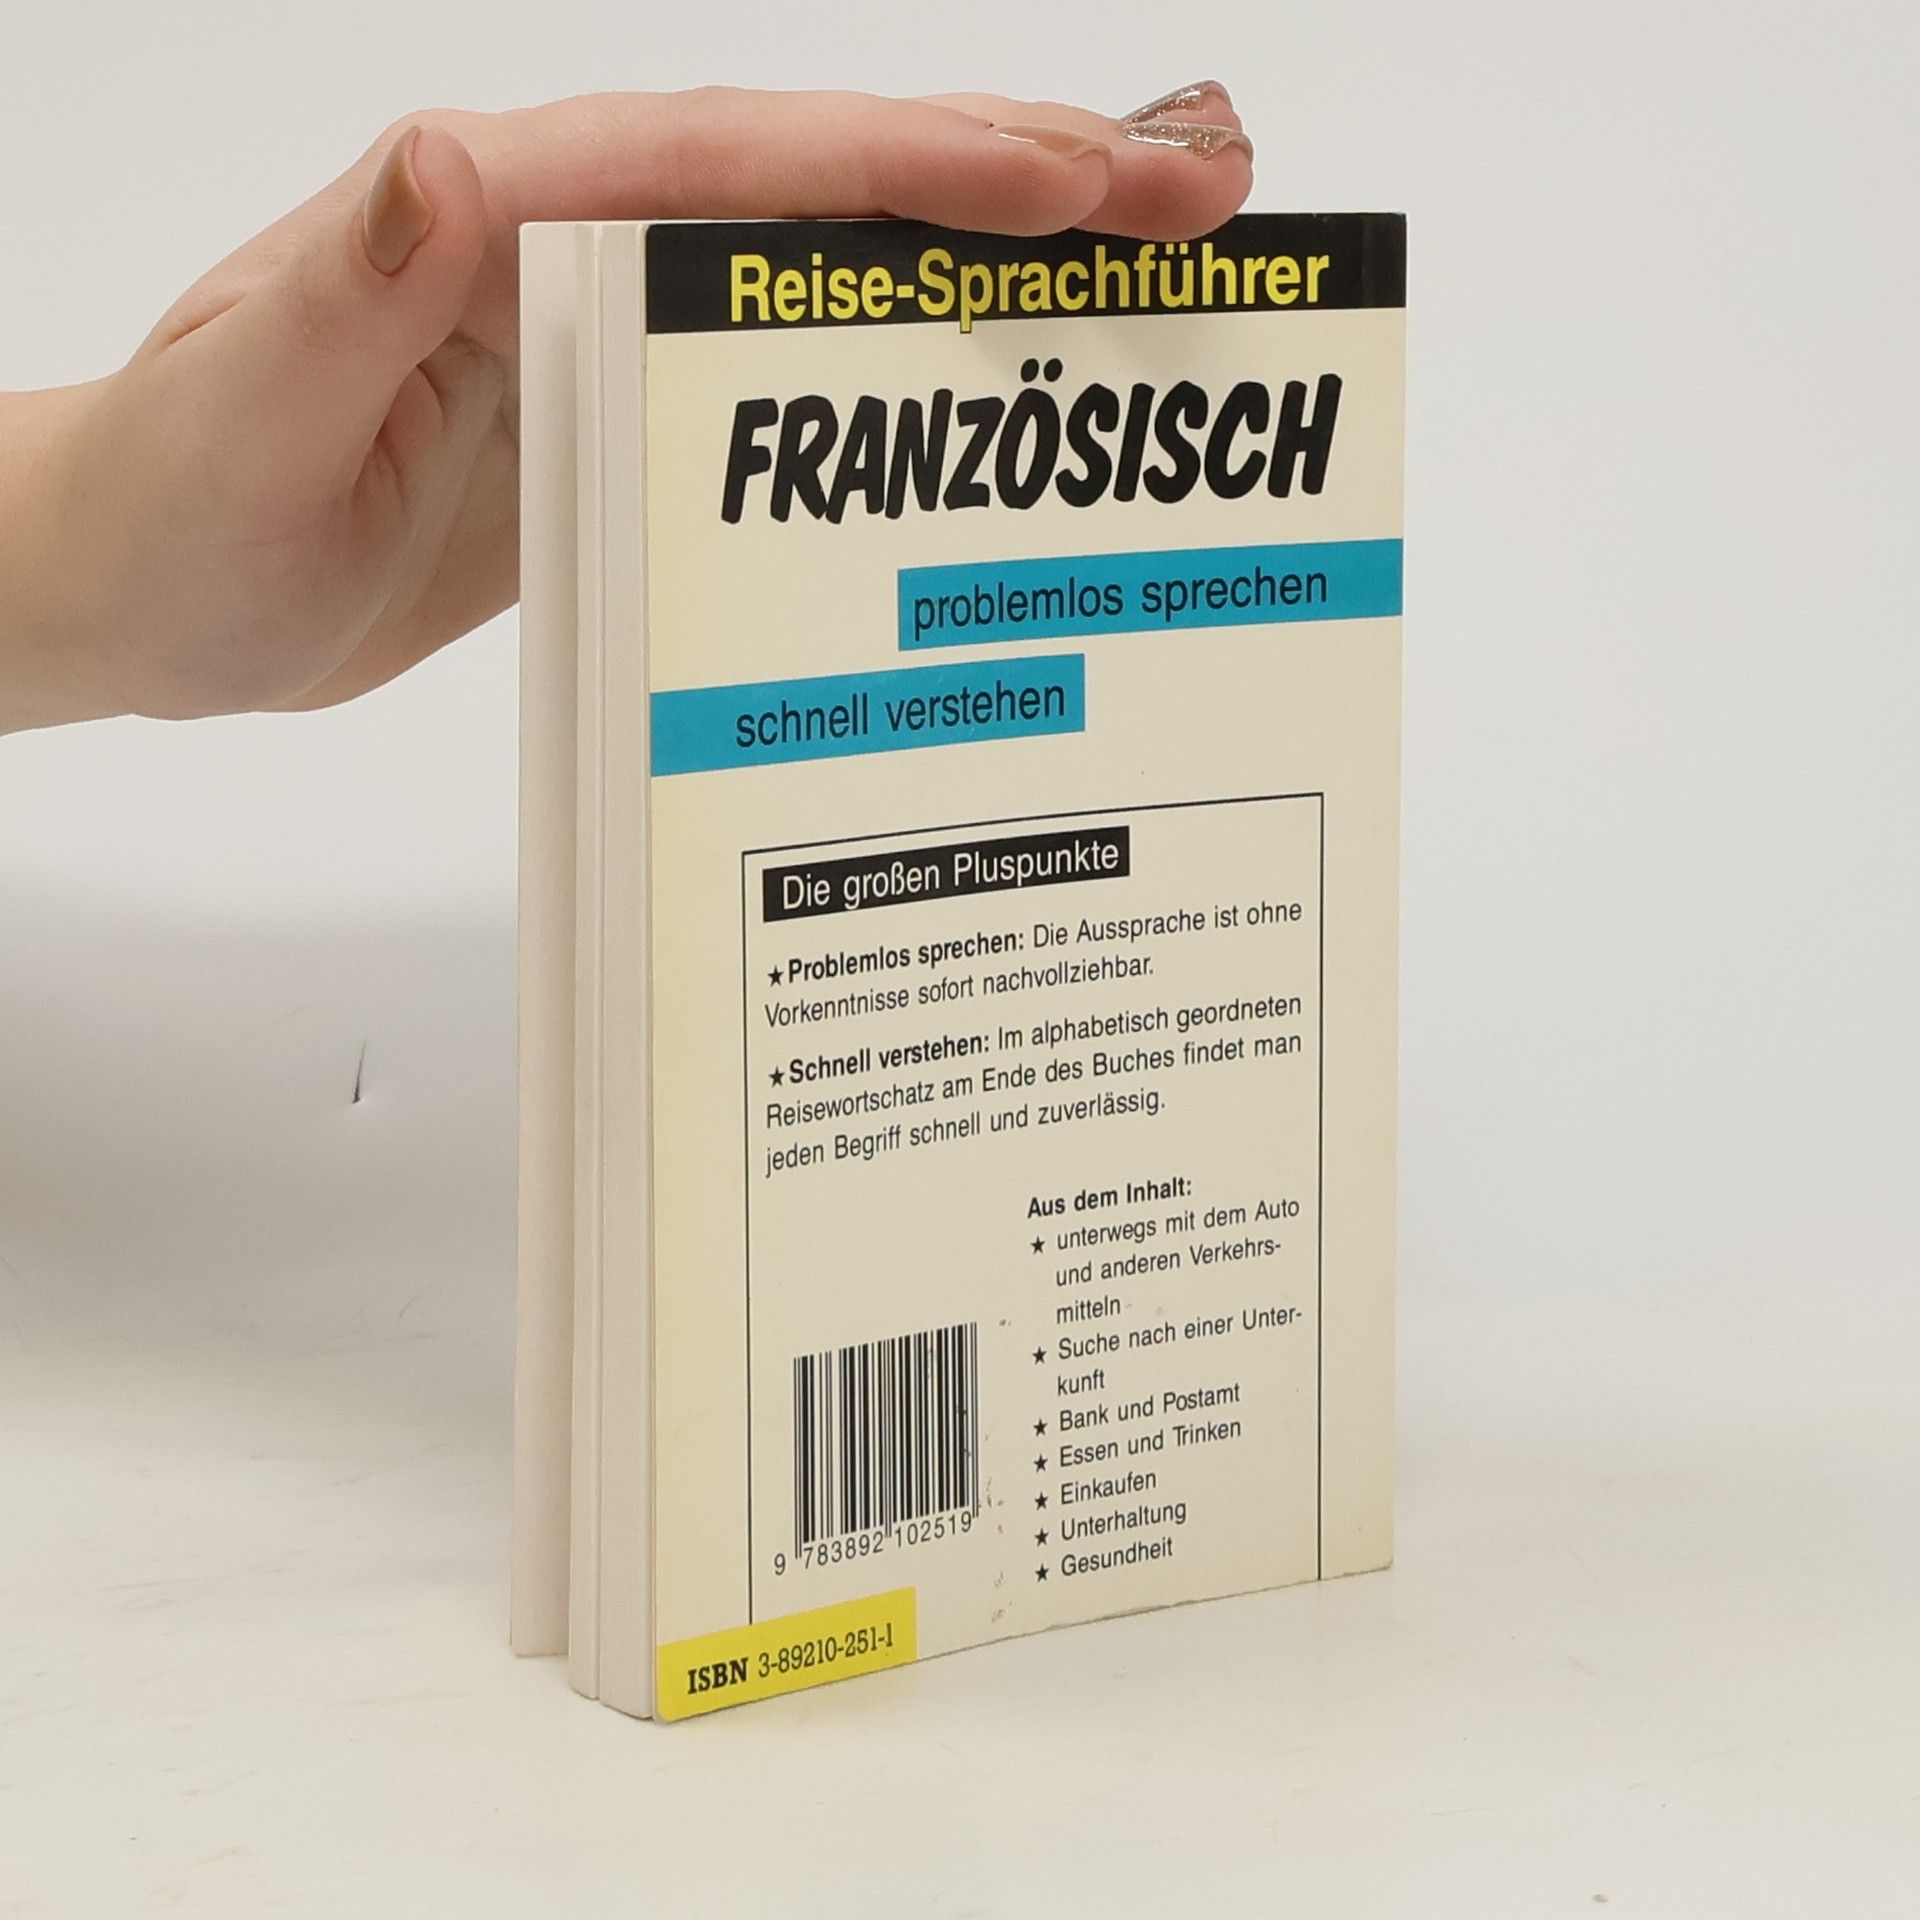 Reise-Sprachführer
FRANZÖSISCH
problemlos sprechen
schnell verstehen
Die großen Pluspunkte
★Problemlos sprechen: Die Aussprache ist ohne
Vorkenntnisse sofort nachvollziehbar.
★Schnell verstehen: Im alphabetisch geordneten
Reisewortschatz am Ende des Buches findet man
jeden Begriff schnell und zuverlässig.
Aus dem Inhalt:
★ unterwegs mit dem Auto
und anderen Verkehrs-
mitteln
★ Suche nach einer Unter-
kunft
★ Bank und Postamt
★ Essen und Trinken
★ Einkaufen
★ Unterhaltung
★ Gesundheit
9 783892 102519
ISBN 3-89210-251-1